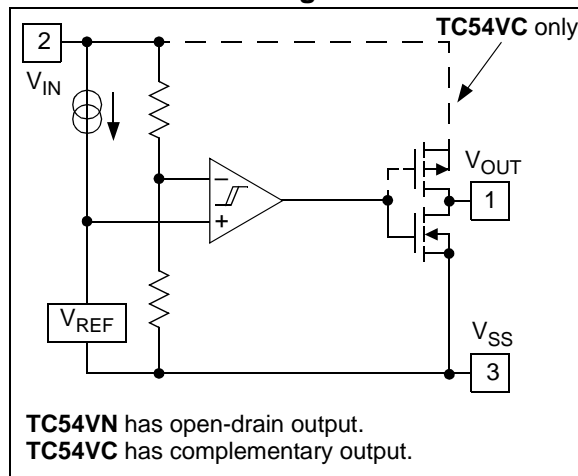 TC54VC only
2
VIN
VOUT
1
−
+
VREF
VSS
3
TC54VN has open-drain output.
TC54VC has complementary output.